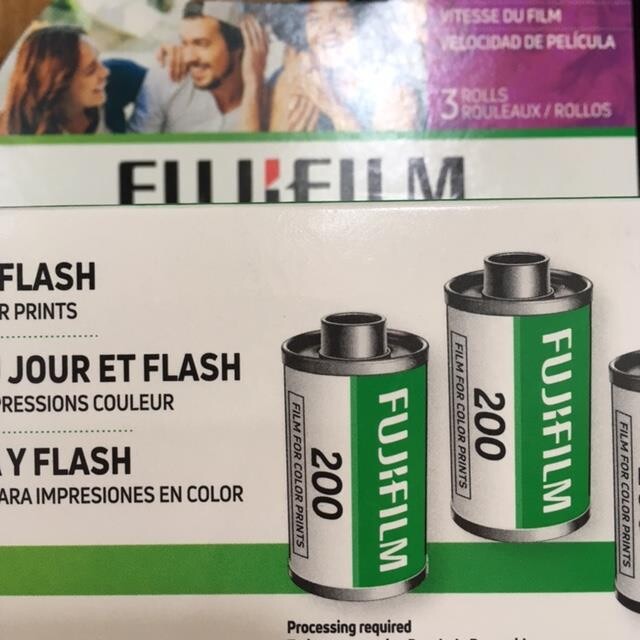 VITESSE DU FILM
VELOCIDAD DE PELÍCULA
3 ROLLS
ROULEAUX / ROLLOS
FUJIFILM
FLASH
R PRINTS
JOUR ET FLASH
PRESSIONS COULEUR
A Y FLASH
ARA IMPRESIONES EN COLOR
FILM FOR COLOR PRINTS
200
FUJIFILM
FILM FOR COLOR PRINTS
200
FUJIFILM
FILM FOR COLOR PRINTS
Processing required